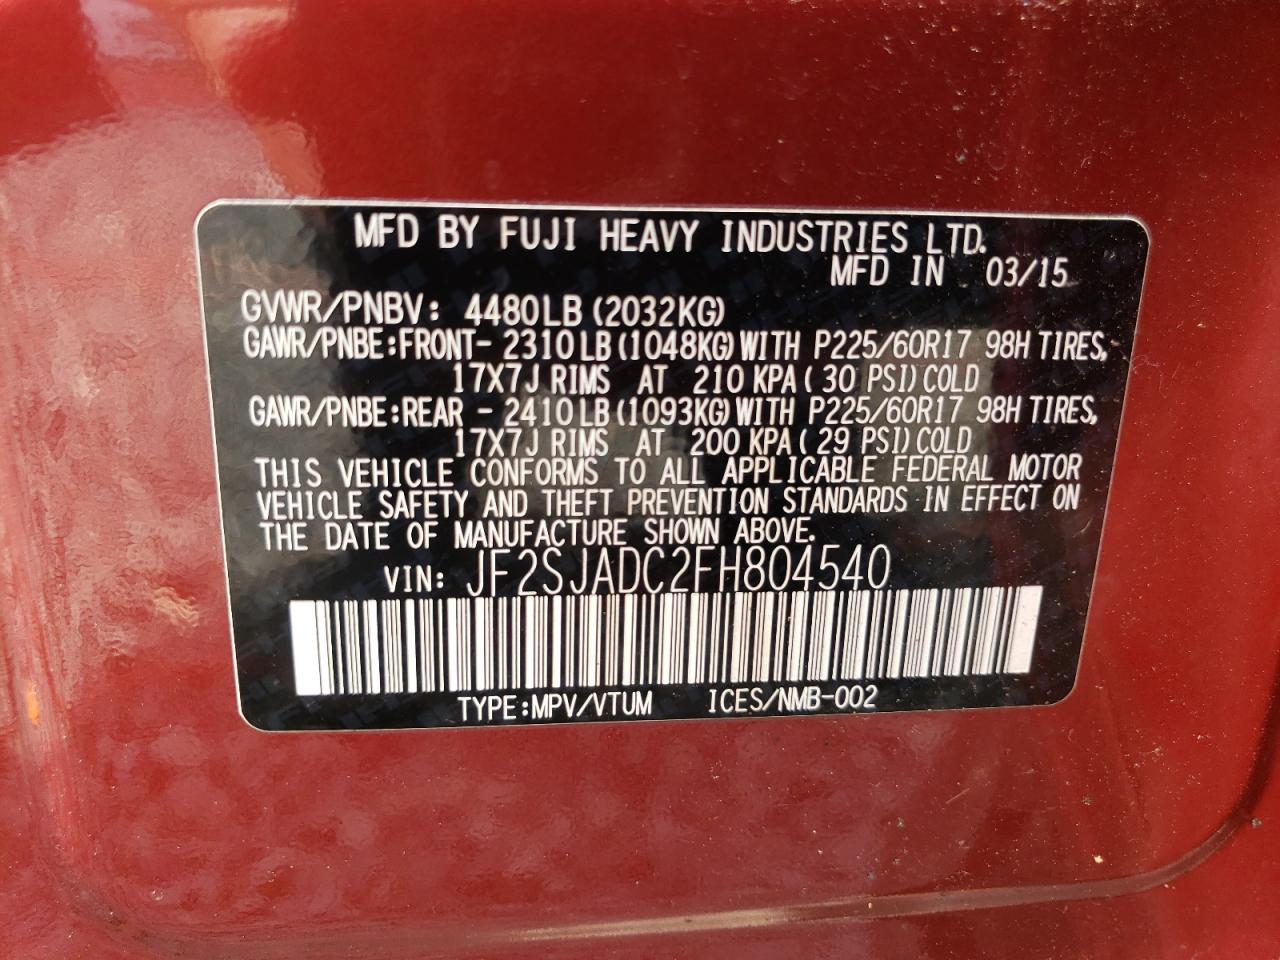 MFD BY FUJI HEAVY INDUSTRIES LTD.
MFD IN 03/15
GVWR/PNBV: 4480LB (2032KG)
GAWR/PNBE:FRONT- 2310LB(1048KG)WITH P225/60R17 98H TIRES,
17X7J RIMS AT 210 KPA( 30 PSI)COLD
GAWR/PNBE:REAR - 2410LB(1093KG)WITH P225/60R17 98H TIRES,
17X7J RIMS AT 200 KPA( 29 PSI)COLD
THIS VEHICLE CONFORMS TO ALL APPLICABLE FEDERAL MOTOR
VEHICLE SAFETY AND THEFT PREVENTION STANDARDS IN EFFECT ON
THE DATE OF MANUFACTURE SHOWN ABOVE.
VIN: JF2SJADC2FH804540
TYPE:MPV/VTUM ICES/NMB-002